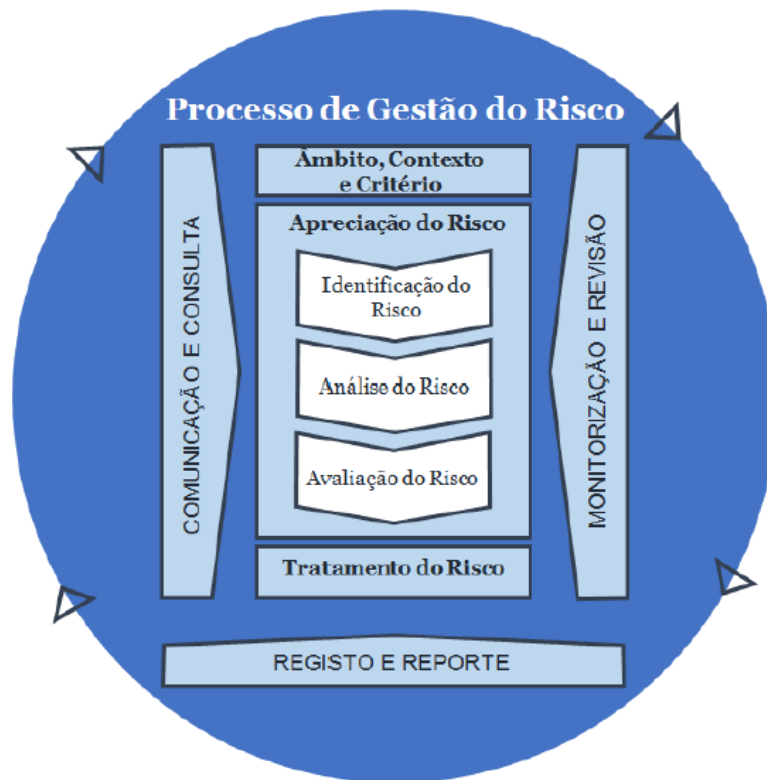 Processo de Gestão do Risco
Âmbito, Contexto
e Critério
Apreciação do Risco
Identificação do
Risco
Análise do Risco
Avaliação do Risco
Tratamento do Risco
COMUNICAÇÃO E CONSULTA
MONITORIZAÇÃO E REVISÃO
REGISTO E REPORTE